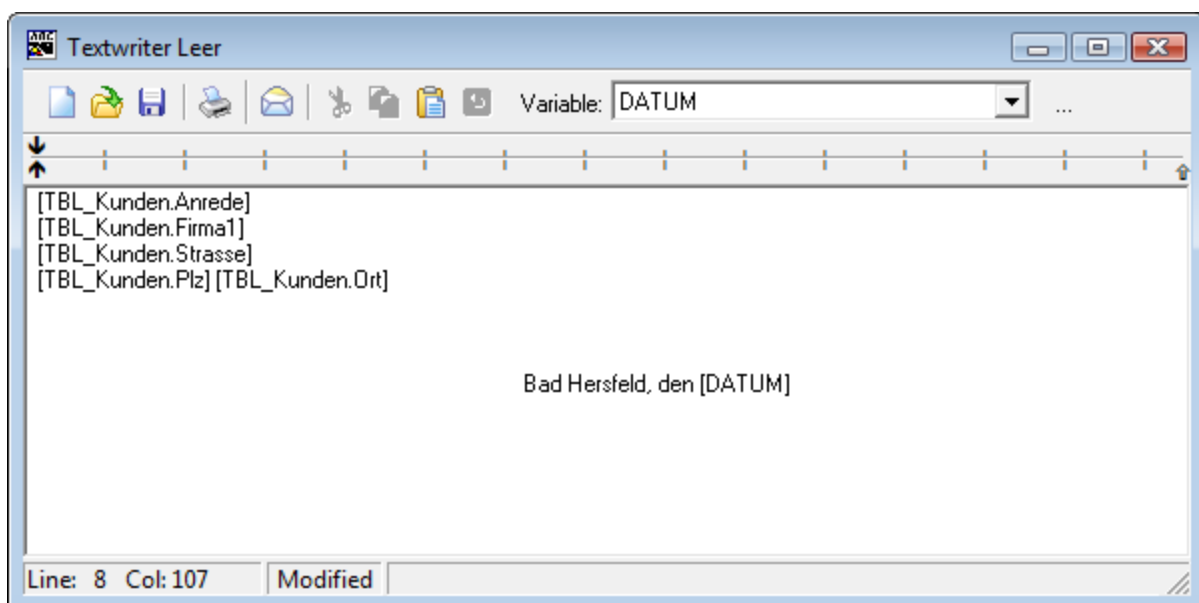 Textwriter Leer
Variable: DATUM ...
[TBL_Kunden.Anrede]
[TBL_Kunden.Firma1]
[TBL_Kunden.Strasse]
[TBL_Kunden.Plz] [TBL_Kunden.Ort]
Bad Hersfeld, den [DATUM]
Line: 8 Col: 107 Modified